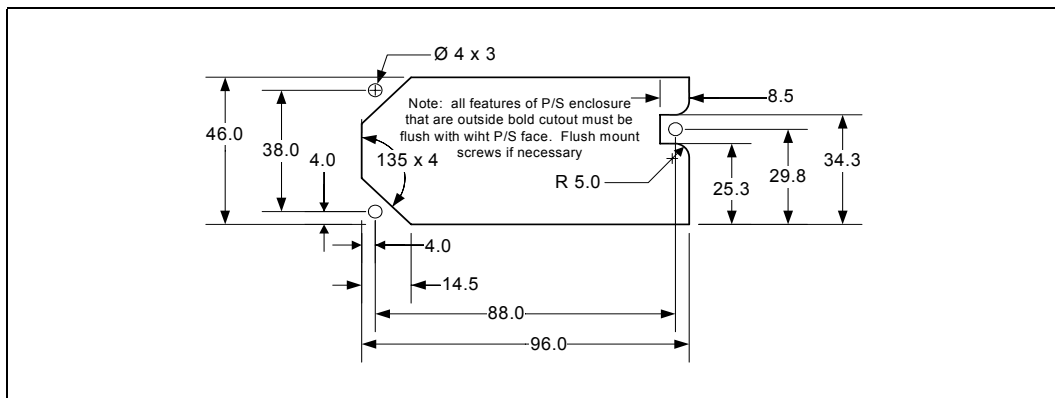 Ø 4 x 3
Note: all features of P/S enclosure
that are outside bold cutout must be
flush with wiht P/S face. Flush mount
screws if necessary
8.5
46.0
38.0
4.0
135 x 4
R 5.0
25.3
29.8
34.3
4.0
14.5
88.0
96.0